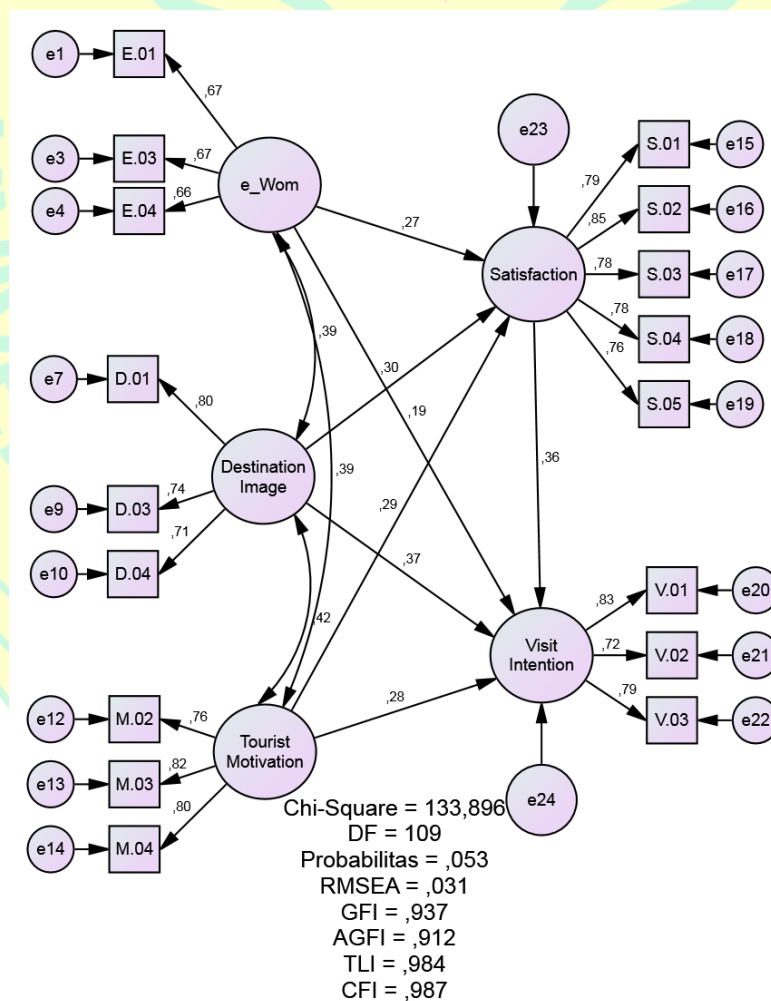 e1
E.01
,67
e3
E.03
,67
e4
E.04
,66
e_Wom
e23
S.01
e15
,79
S.02
e16
,85
Satisfaction
S.03
e17
,78
S.04
e18
,78
S.05
e19
,76
,27
,39
,30
,19
,39
,29
,36
,37
,42
,28
e7
D.01
,80
Destination
Image
e9
D.03
,74
e10
D.04
,71
V.01
e20
,83
Visit
Intention
V.02
e21
,72
V.03
e22
,79
e12
M.02
,76
Tourist
Motivation
e13
M.03
,82
e14
M.04
,80
e24
Chi-Square = 133,896
DF = 109
Probabilitas = ,053
RMSEA = ,031
GFI = ,937
AGFI = ,912
TLI = ,984
CFI = ,987